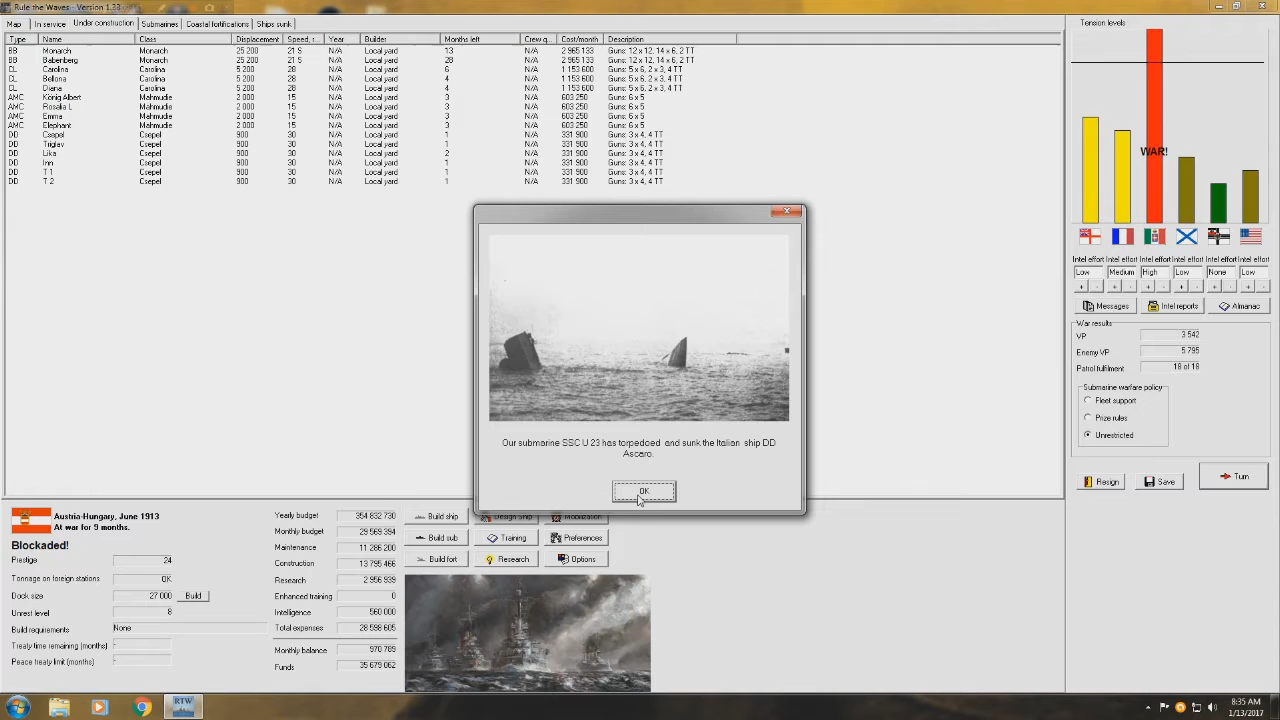 Rule the Waves - Version 1.33
Map In service Under construction Submarines Coastal fortifications Ships sunk
Type Name Class Displacement Speed, r... Year Builder Months left Crew q... Cost/month Description
BB Monarch Monarch 25 200 21 S N/A Local yard 13 N/A 2 965 133 Guns: 12 x 12, 14 x 6, 2 TT
BB Babenberg Monarch 25 200 21 S N/A Local yard 28 N/A 2 965 133 Guns: 12 x 12, 14 x 6, 2 TT
CL Carolina Carolina 5 200 28 N/A Local yard 6 N/A 1 153 600 Guns: 5 x 6, 2 x 3, 4 TT
CL Bellona Carolina 5 200 28 N/A Local yard 4 N/A 1 153 600 Guns: 5 x 6, 2 x 3, 4 TT
CL Diana Carolina 5 200 28 N/A Local yard 4 N/A 1 153 600 Guns: 5 x 6, 2 x 3, 4 TT
AMC König Albert Mahmudie 2 000 15 N/A Local yard 3 N/A 603 250 Guns: 6 x 5
AMC Rosalia L Mahmudie 2 000 15 N/A Local yard 3 N/A 603 250 Guns: 6 x 5
AMC Emma Mahmudie 2 000 15 N/A Local yard 3 N/A 603 250 Guns: 6 x 5
AMC Elephant Mahmudie 2 000 15 N/A Local yard 3 N/A 603 250 Guns: 6 x 5
DD Csepel Csepel 900 30 N/A Local yard 1 N/A 331 900 Guns: 3 x 4, 4 TT
DD Triglav Csepel 900 30 N/A Local yard 1 N/A 331 900 Guns: 3 x 4, 4 TT
DD Lika Csepel 900 30 N/A Local yard 2 N/A 331 900 Guns: 3 x 4, 4 TT
DD Inn Csepel 900 30 N/A Local yard 1 N/A 331 900 Guns: 3 x 4, 4 TT
DD T 1 Csepel 900 30 N/A Local yard 1 N/A 331 900 Guns: 3 x 4, 4 TT
DD T 2 Csepel 900 30 N/A Local yard 1 N/A 331 900 Guns: 3 x 4, 4 TT
Our submarine SSC U 23 has torpedoed and sunk the Italian ship DD
Ascaro.
OK
Tension levels
WAR!
Intel effort Intel effort Intel effort Intel effort Intel effort Intel effort
Low Medium High Low None Low
+ - + - + - + - + - + -
Messages Intel reports Almanac
War results
VP 3 542
Enemy VP 5 795
Patrol fulfilment 18 of 18
Submarine warfare policy
Fleet support
Prize rules
Unrestricted
Resign Save Turn
Austria-Hungary, June 1913
At war for 9 months.
Blockaded!
Prestige 24
Tonnage on foreign stations OK
Dock size 27 000 Build
Unrest level 8
Build requirements None
Treaty time remaining (months) -
Peace treaty limit (months) -
Yearly budget 354 832 730
Monthly budget 29 569 394
Maintenance 11 286 200
Construction 13 795 466
Research 2 956 939
Enhanced training 0
Intelligence 560 000
Total expenses 28 598 605
Monthly balance 970 789
Funds 35 679 062
Build ship Design Ship Mobilization
Build sub Training Preferences
Build fort Research Options
RTW
8:35 AM
1/13/2017